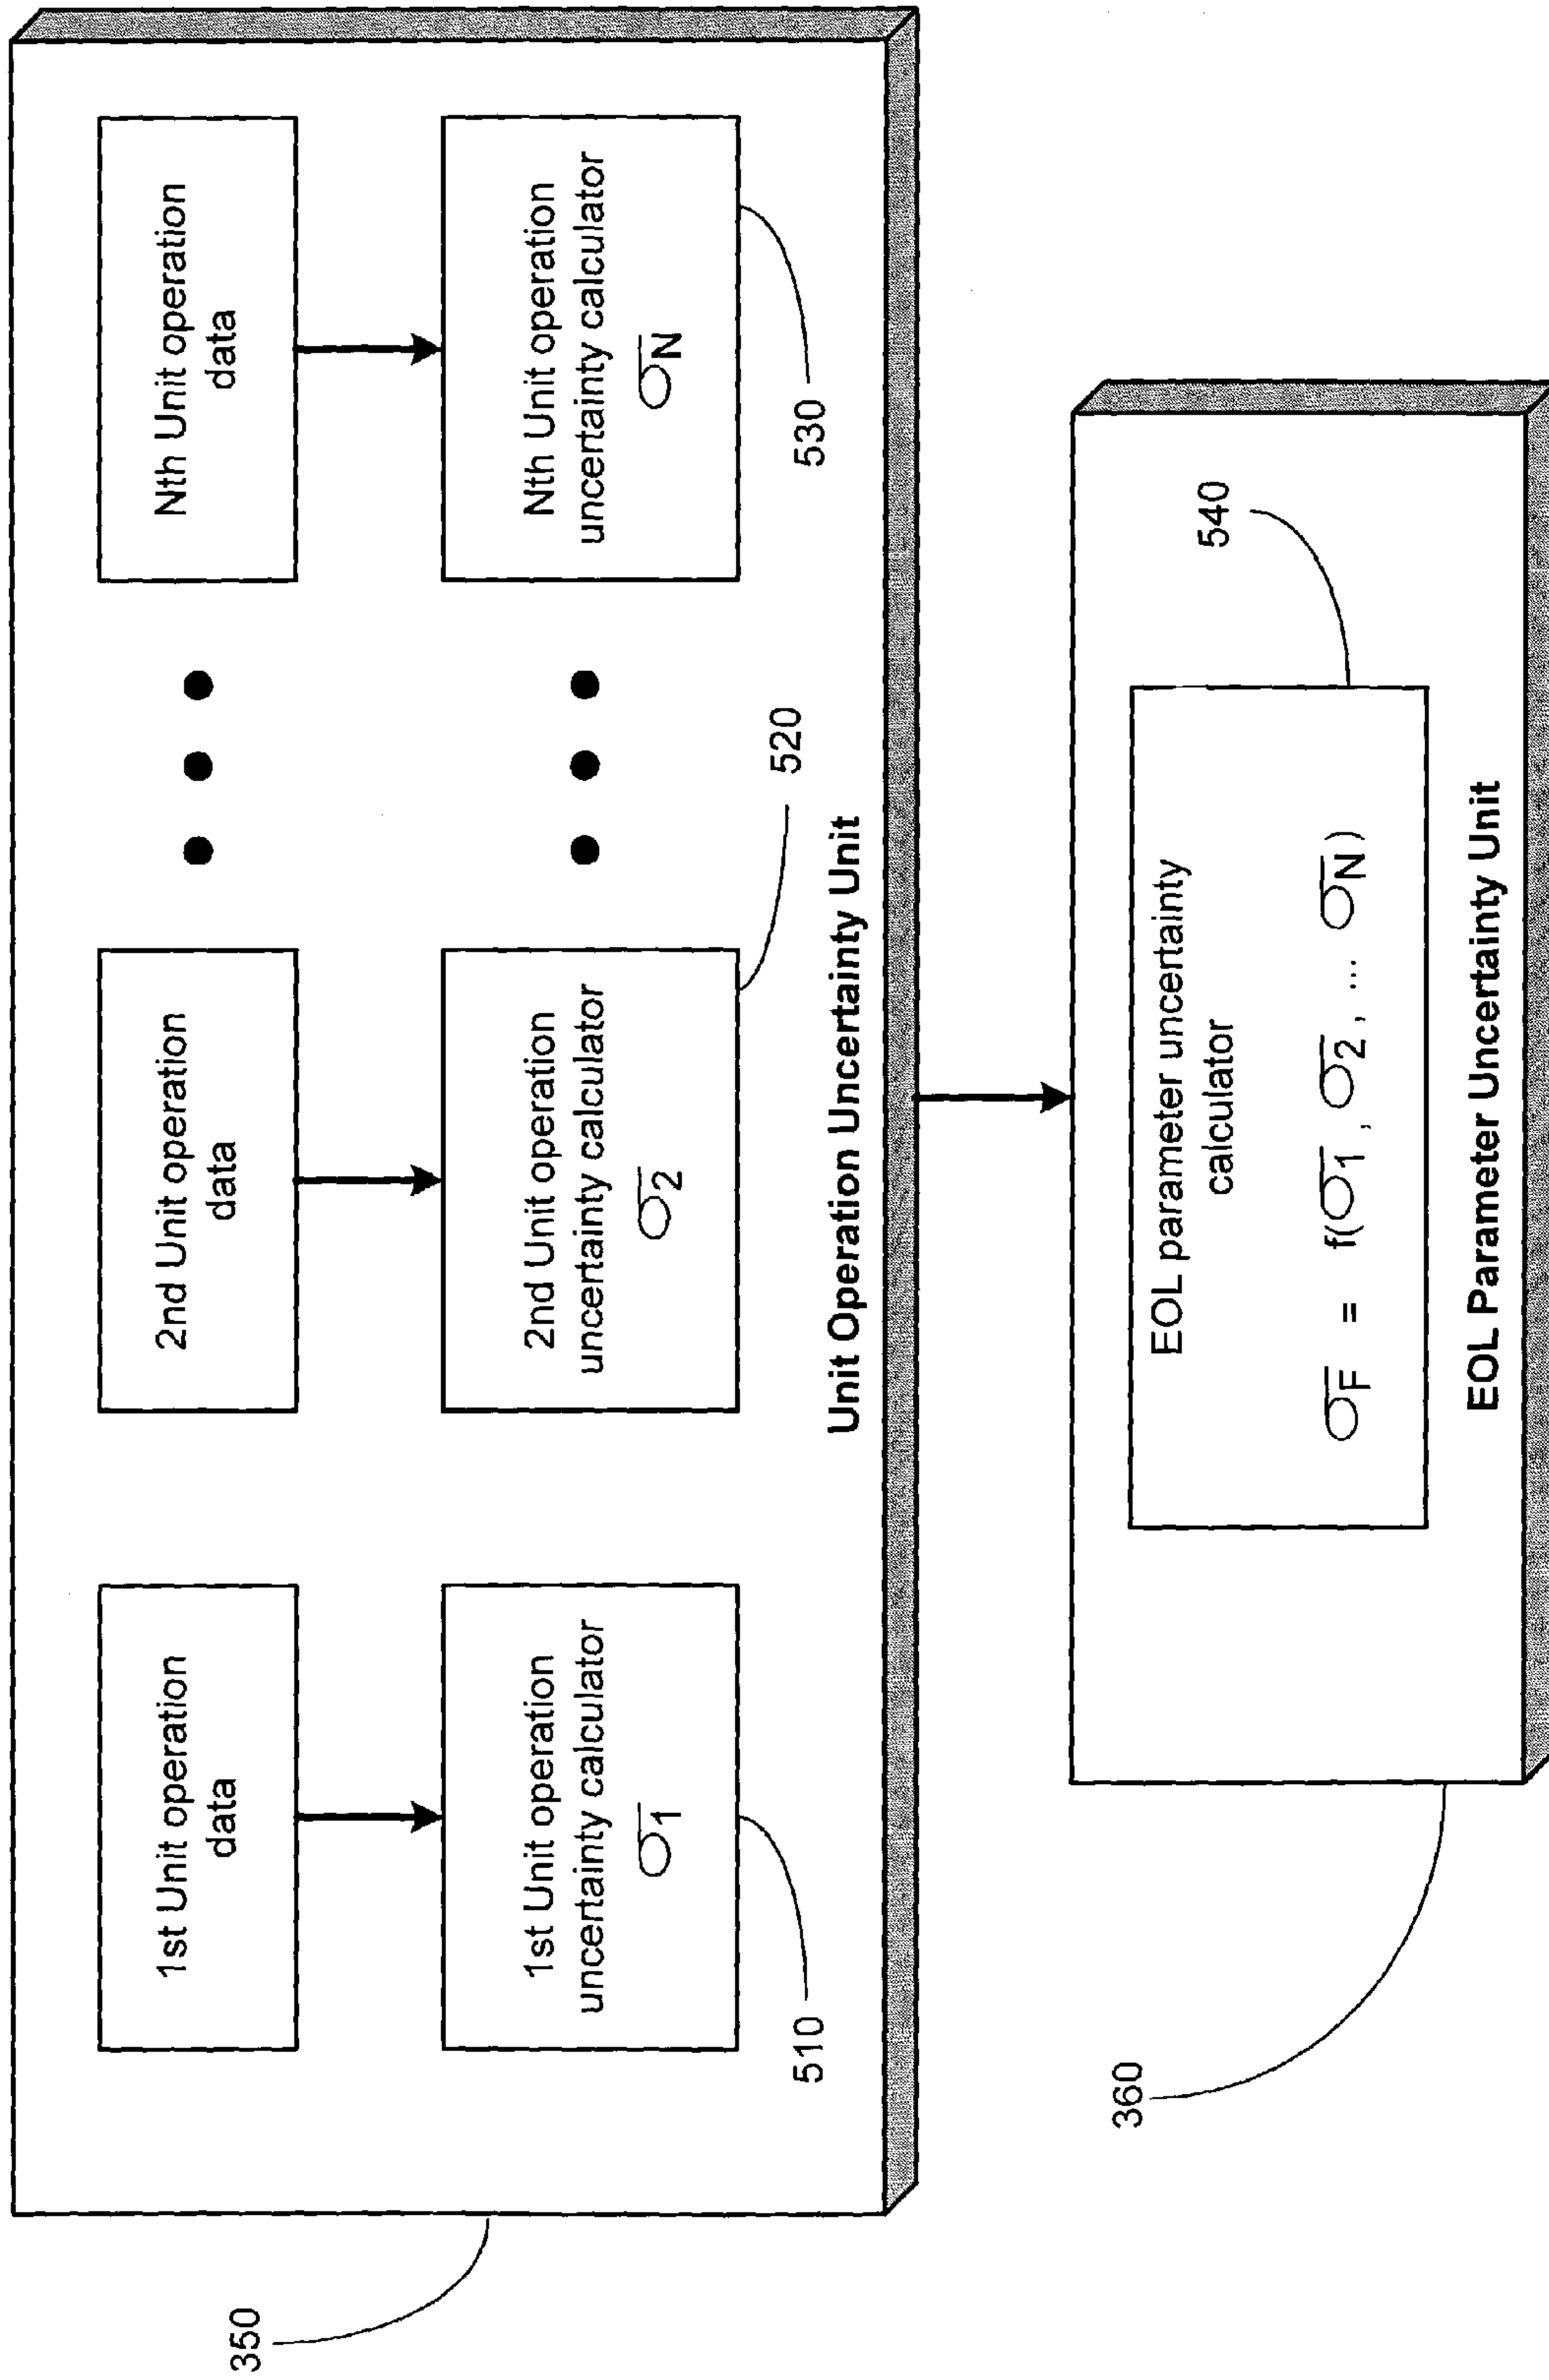 350
1st Unit operation
data
2nd Unit operation
data
Nth Unit operation
data
1st Unit operation
uncertainty calculator
σ1
2nd Unit operation
uncertainty calculator
σ2
Nth Unit operation
uncertainty calculator
σN
510
520
530
Unit Operation Uncertainty Unit
360
540
EOL parameter uncertainty
calculator
σF = f(σ1, σ2, ... σN)
EOL Parameter Uncertainty Unit